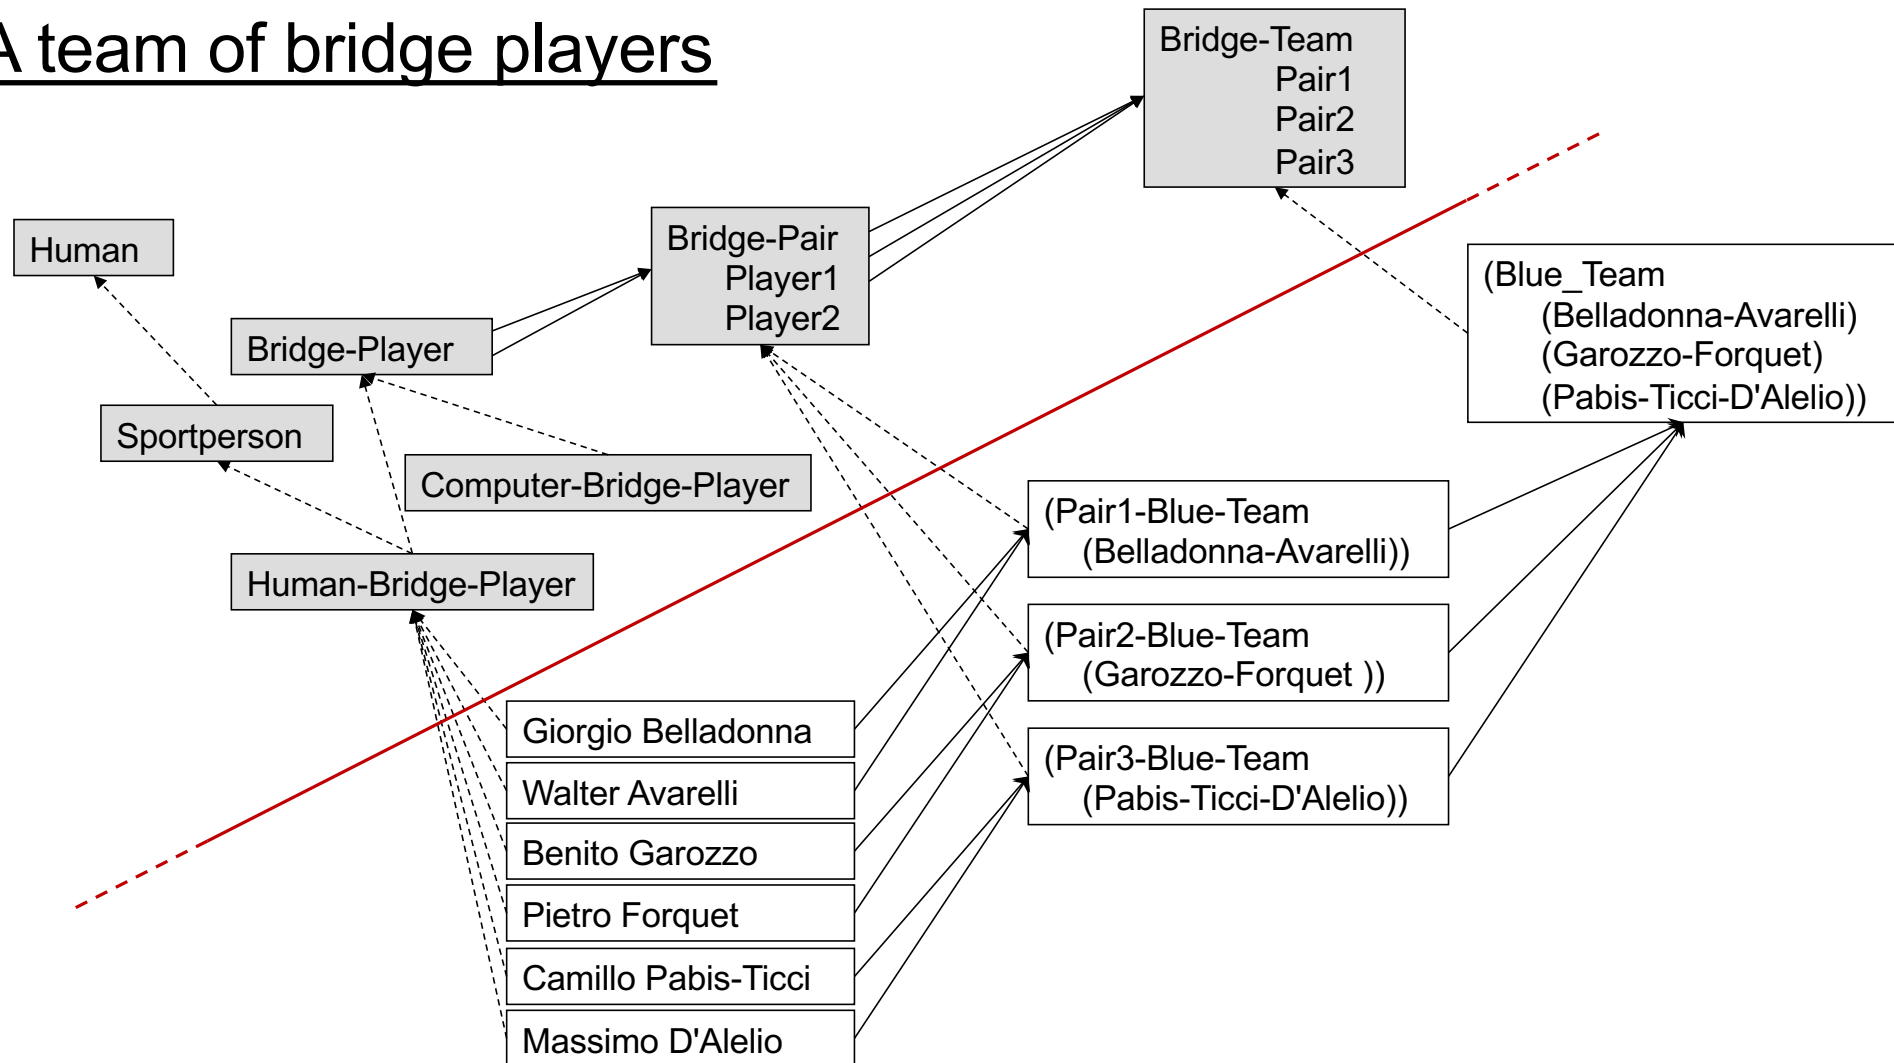 A team of bridge players
Bridge-Team
Pair1
Pair2
Pair3
Human
Bridge-Pair
Player1
Player2
(Blue_Team
(Belladonna-Avarelli)
(Garozzo-Forquet)
(Pabis-Ticci-D'Alelio))
Bridge-Player
Sportperson
Computer-Bridge-Player
(Pair1-Blue-Team
(Belladonna-Avarelli))
Human-Bridge-Player
(Pair2-Blue-Team
(Garozzo-Forquet ))
Giorgio Belladonna
(Pair3-Blue-Team
(Pabis-Ticci-D'Alelio))
Walter Avarelli
Benito Garozzo
Pietro Forquet
Camillo Pabis-Ticci
Massimo D'Alelio